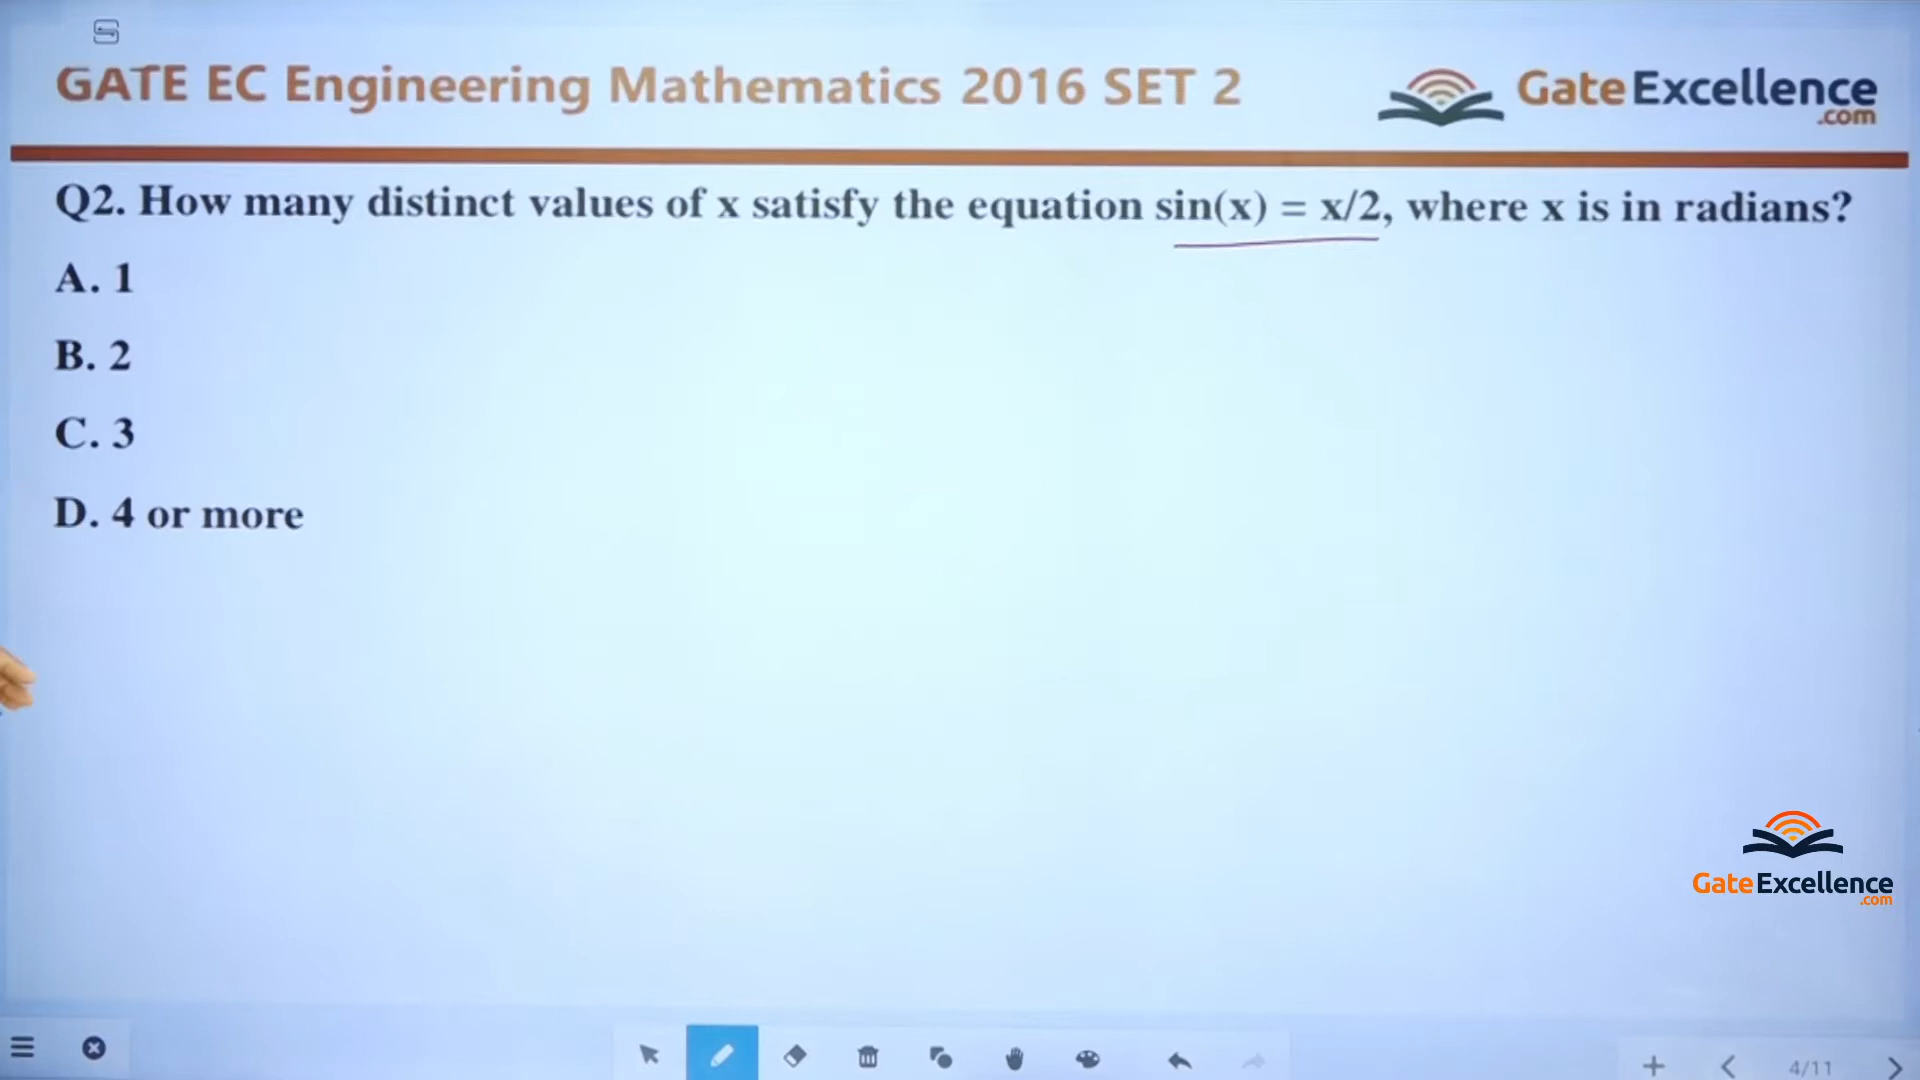 GATE EC Engineering Mathematics 2016 SET 2
GateExcellence
.com
Q2. How many distinct values of x satisfy the equation sin(x) = x/2, where x is in radians?
A. 1
B. 2
C. 3
D. 4 or more
GateExcellence
.com
4/11